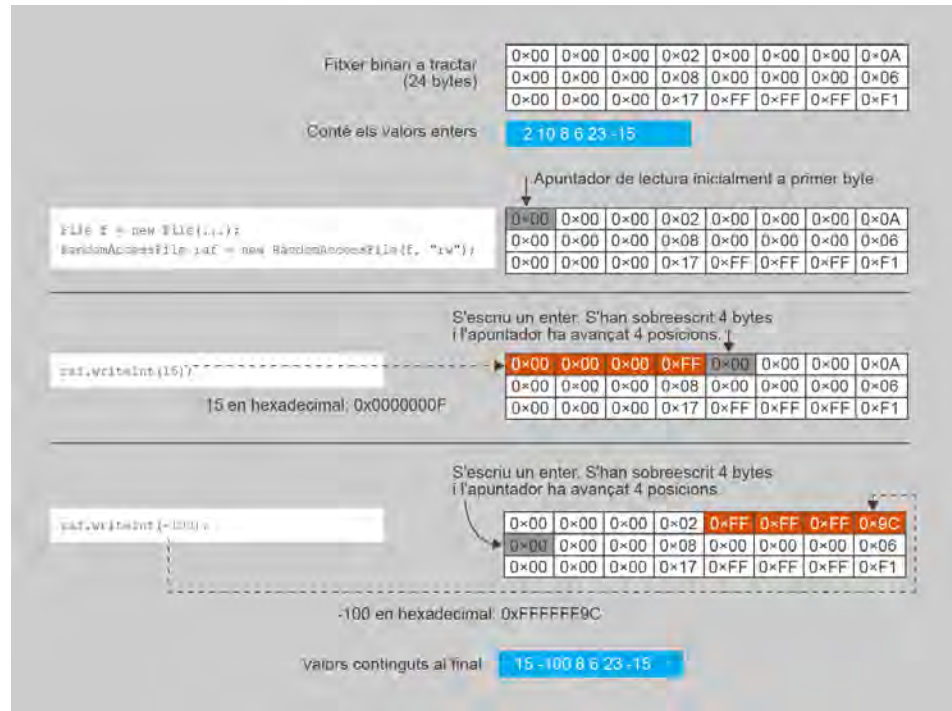 Fitxer binari a tractar
(24 bytes)
0×00 0×00 0×00 0×02 0×00 0×00 0×00 0×0A
0×00 0×00 0×00 0×08 0×00 0×00 0×00 0×06
0×00 0×00 0×00 0×17 0×FF 0×FF 0×FF 0×F1
Conté els valors enters
2 10 8 6 23 -15
Apuntador de lectura inicialment a primer byte
File f = new File(...);
RandomAccessFile raf = new RandomAccessFile(f, "rw");
0×00 0×00 0×00 0×02 0×00 0×00 0×00 0×0A
0×00 0×00 0×00 0×08 0×00 0×00 0×00 0×06
0×00 0×00 0×00 0×17 0×FF 0×FF 0×FF 0×F1
S'escriu un enter. S'han sobreescrit 4 bytes
i l'apuntador ha avançat 4 posicions.
raf.writeInt(15);
0×00 0×00 0×00 0×FF 0×00 0×00 0×00 0×0A
0×00 0×00 0×00 0×08 0×00 0×00 0×00 0×06
0×00 0×00 0×00 0×17 0×FF 0×FF 0×FF 0×F1
15 en hexadecimal: 0x0000000F
S'escriu un enter. S'han sobreescrit 4 bytes
i l'apuntador ha avançat 4 posicions
raf.writeInt(-100);
0×00 0×00 0×00 0×02 0×FF 0×FF 0×FF 0×9C
0×00 0×00 0×00 0×08 0×00 0×00 0×00 0×06
0×00 0×00 0×00 0×17 0×FF 0×FF 0×FF 0×F1
-100 en hexadecimal: 0xFFFFFF9C
Valors continguts al final
15 -100 8 6 23 -15